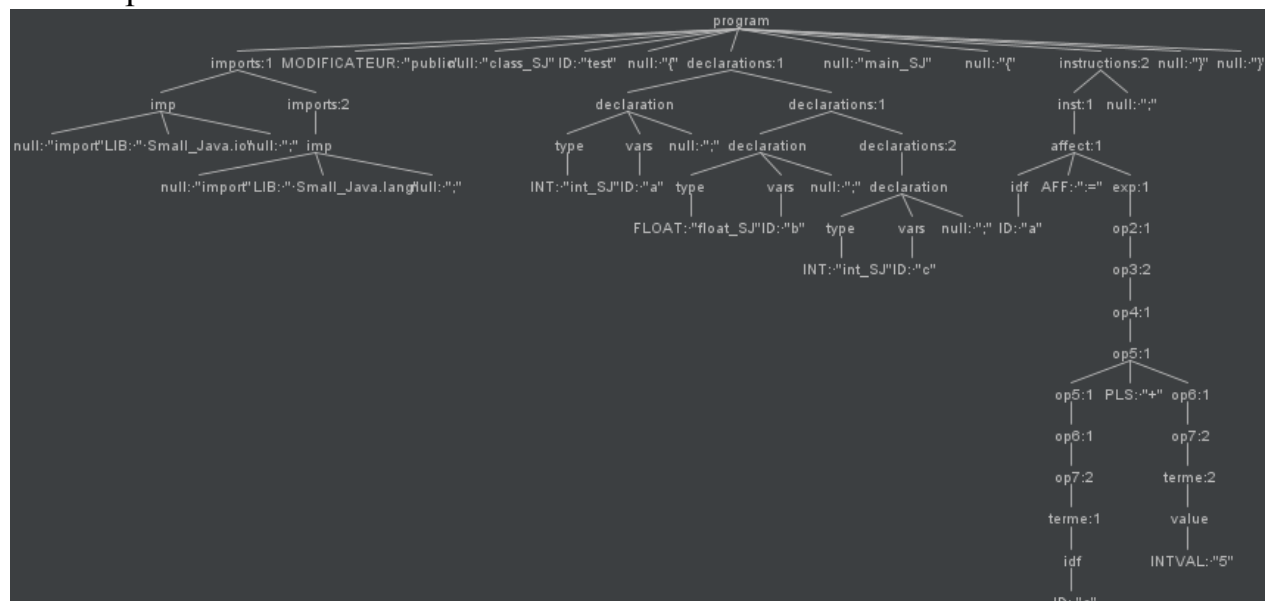 program
imports:1 MODIFICATEUR: "public" null: "class_SJ" ID: "test" null: "{" declarations:1 null: "main_SJ" null: "{" instructions:2 null: "}" null: "}"
imp imports:2 declaration declarations:1 inst:1 null: ";"
null: "import" LIB: " Small_Java.io" null: ";" imp type vars null: ";" declaration declarations:2 affect:1
null: "import" LIB: " Small_Java.lang" null: ";" INT: "int_SJ" ID: "a" type vars null: ";" declaration idf AFF: ":=" exp:1
FLOAT: "float_SJ" ID: "b" type vars null: ";" ID: "a" op2:1
INT: "int_SJ" ID: "c" op3:2
op4:1
op5:1
op5:1 PLS: "+" op6:1
op6:1 op7:2
op7:2 terme:2
terme:1 value
idf INTVAL: "5"